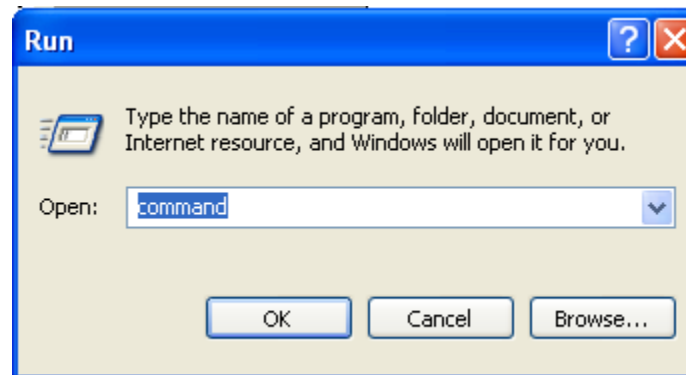 Run
Type the name of a program, folder, document, or
Internet resource, and Windows will open it for you.
Open: command
OK Cancel Browse...